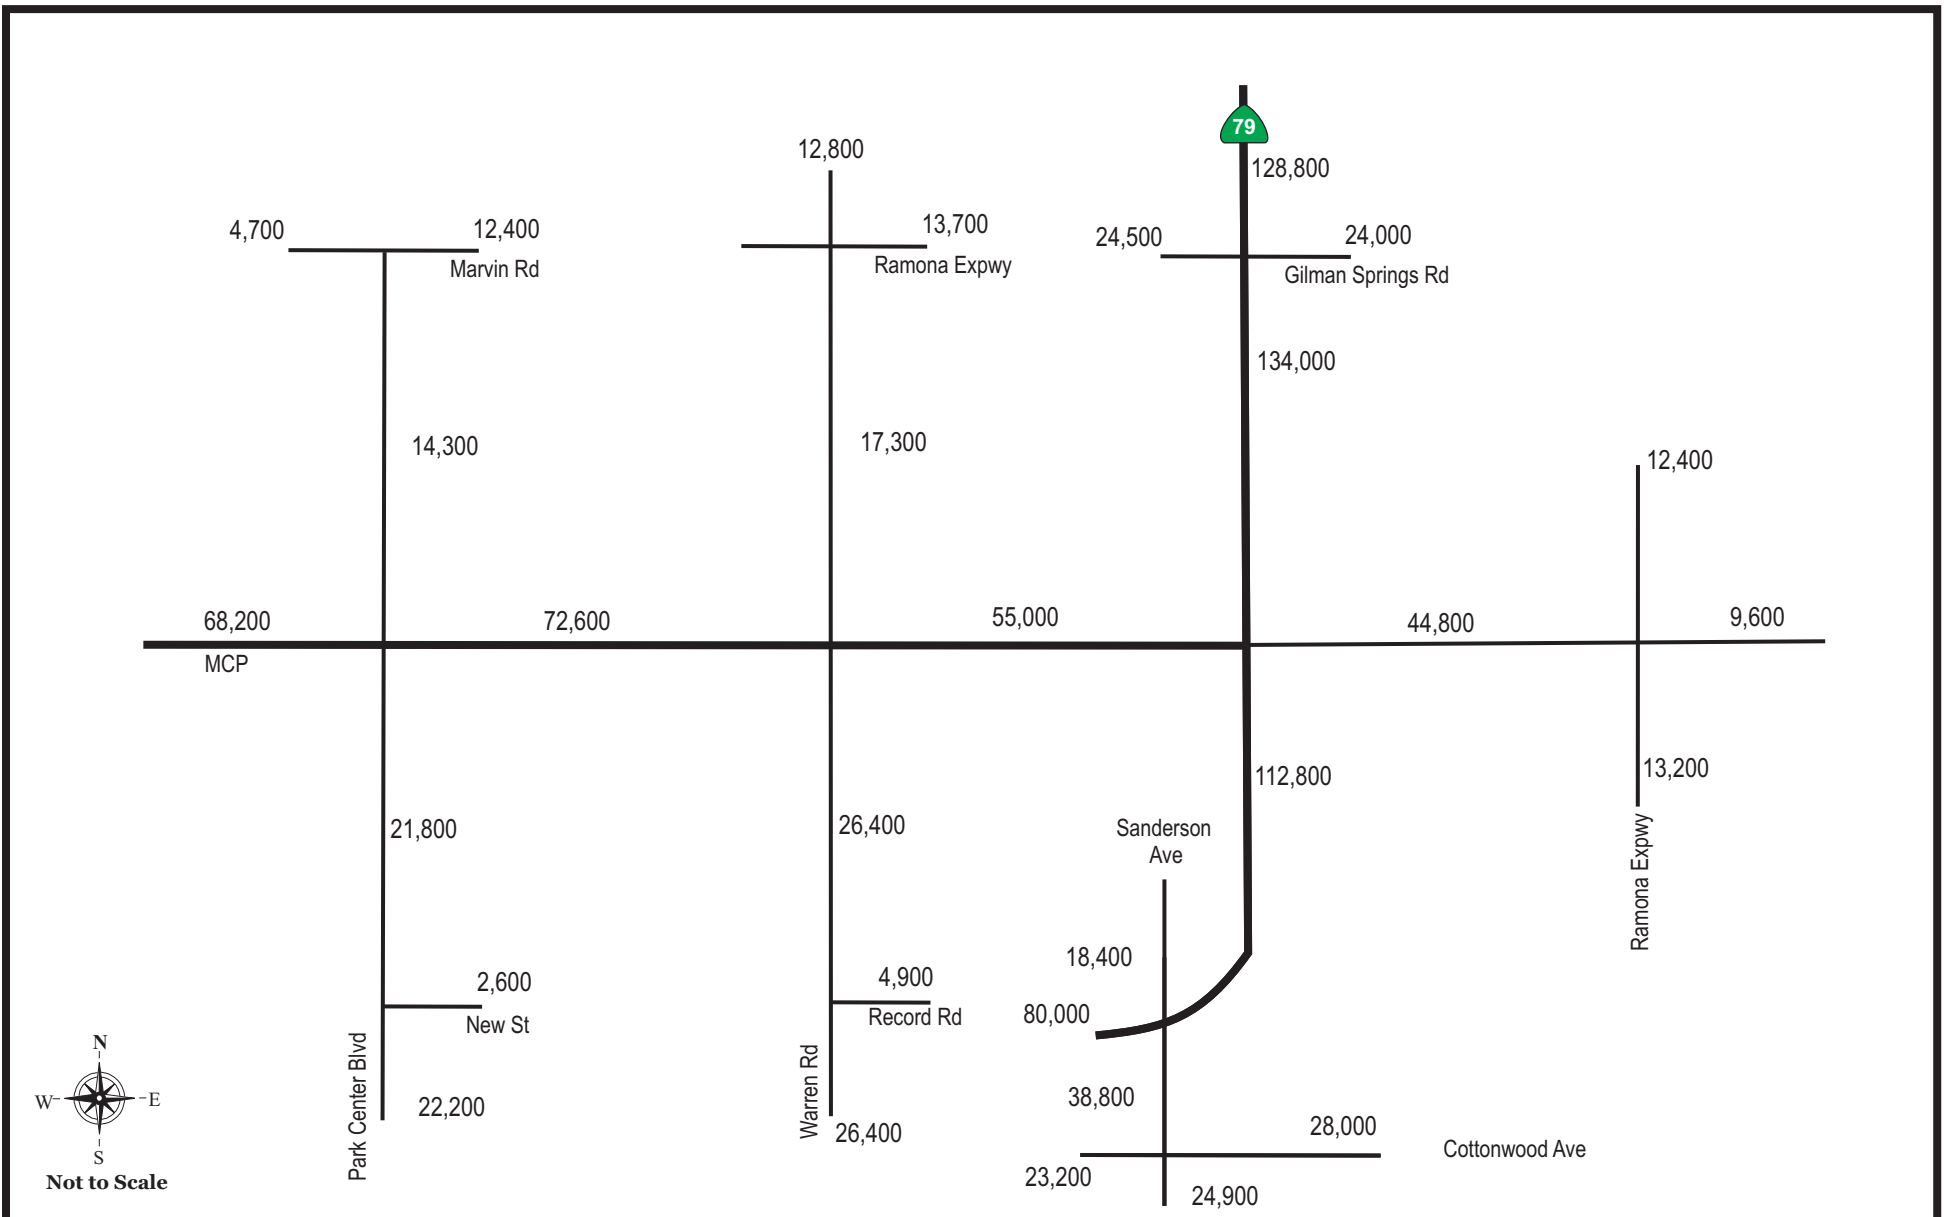 79
12,800
128,800
4,700
12,400
13,700
24,500
24,000
Marvin Rd
Ramona Expwy
Gilman Springs Rd
134,000
14,300
17,300
12,400
68,200
72,600
55,000
44,800
9,600
MCP
112,800
13,200
21,800
26,400
Sanderson
Ave
Ramona Expwy
18,400
2,600
4,900
80,000
New St
Record Rd
N
W
E
S
Not to Scale
Park Center Blvd
22,200
Warren Rd
26,400
38,800
28,000
Cottonwood Ave
23,200
24,900